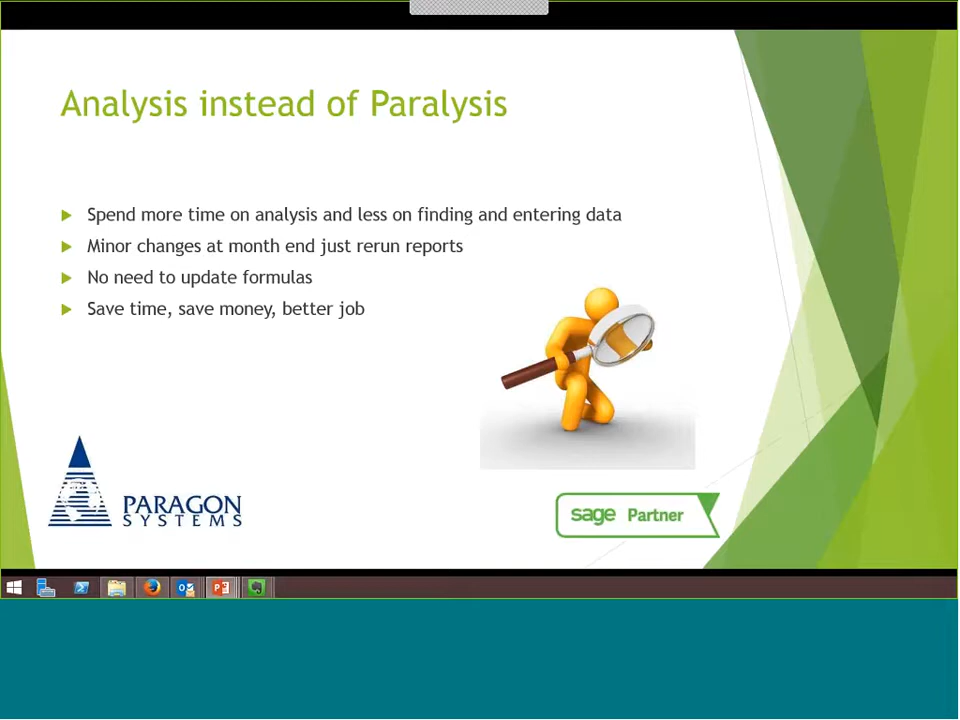 Analysis instead of Paralysis
Spend more time on analysis and less on finding and entering data
Minor changes at month end just rerun reports
No need to update formulas
Save time, save money, better job
PARAGON
SYSTEMS
sage Partner